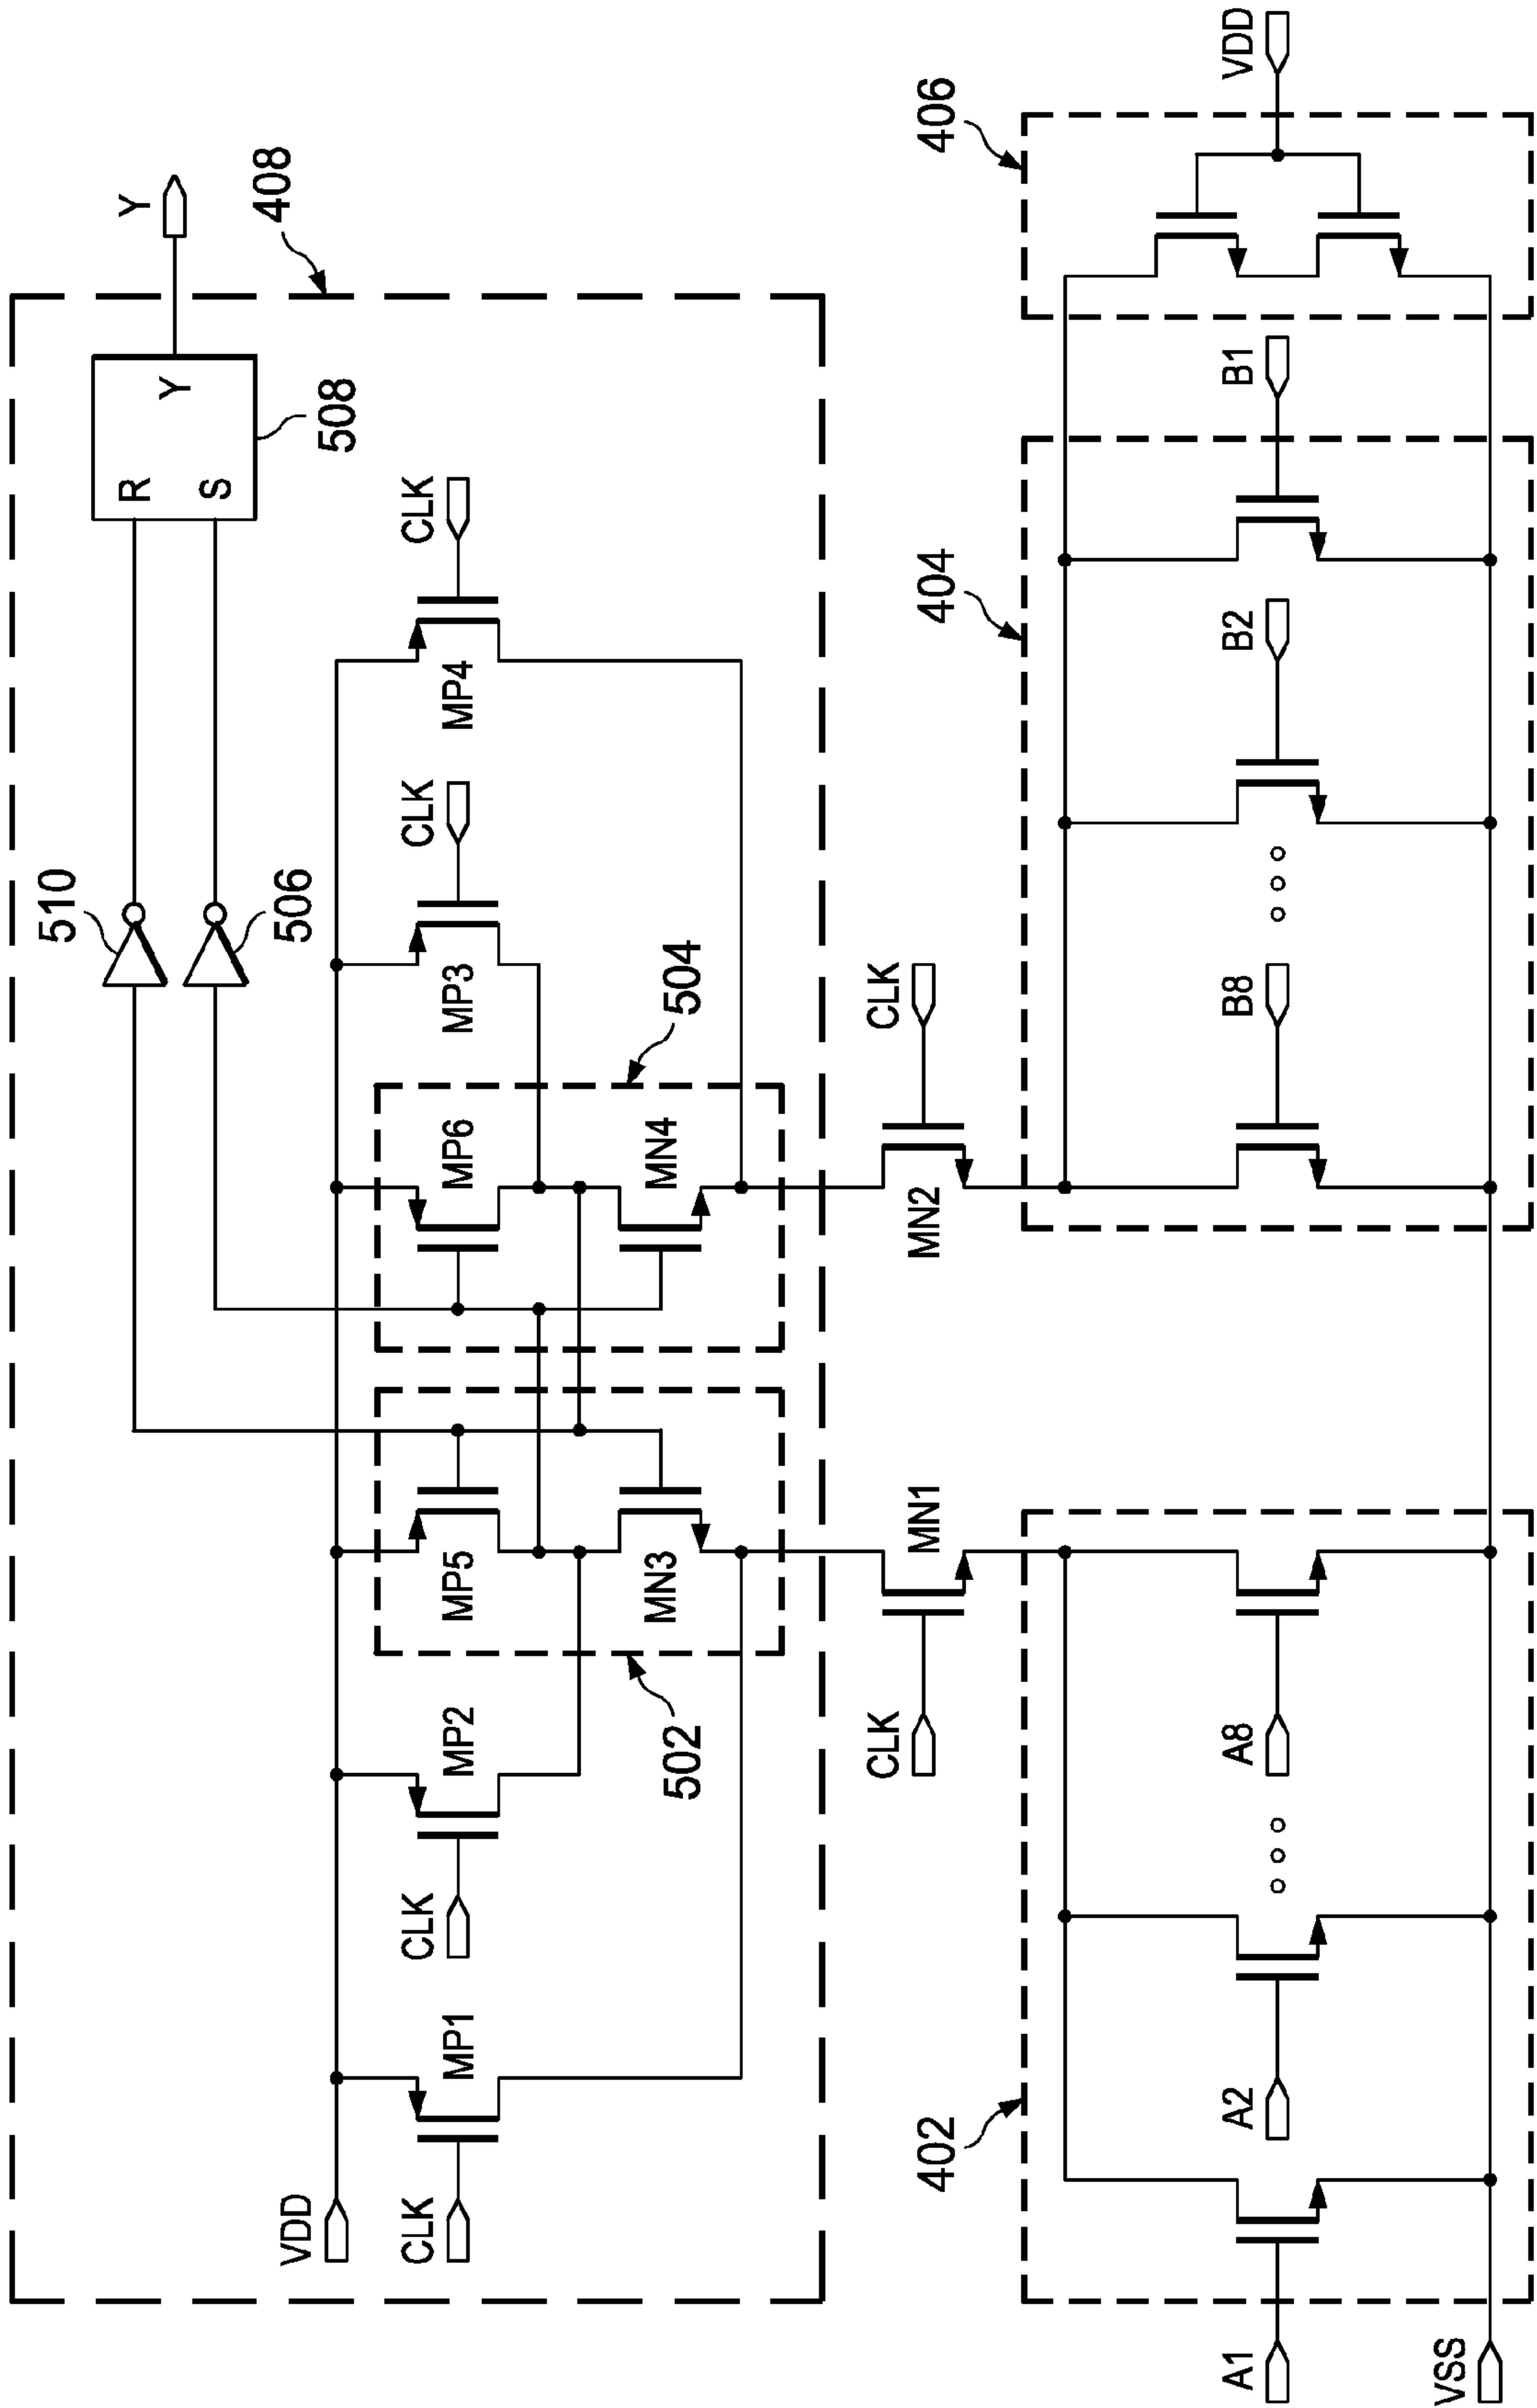 Y
408
R
Y
S
508
510
506
VDD
CLK
MP1
CLK
MP2
MP5
MN3
502
MP6
MN4
504
MP3
CLK
MP4
CLK
CLK
MN1
MN2
CLK
402
404
406
A1
A2
A8
B8
B2
B1
VDD
VSS